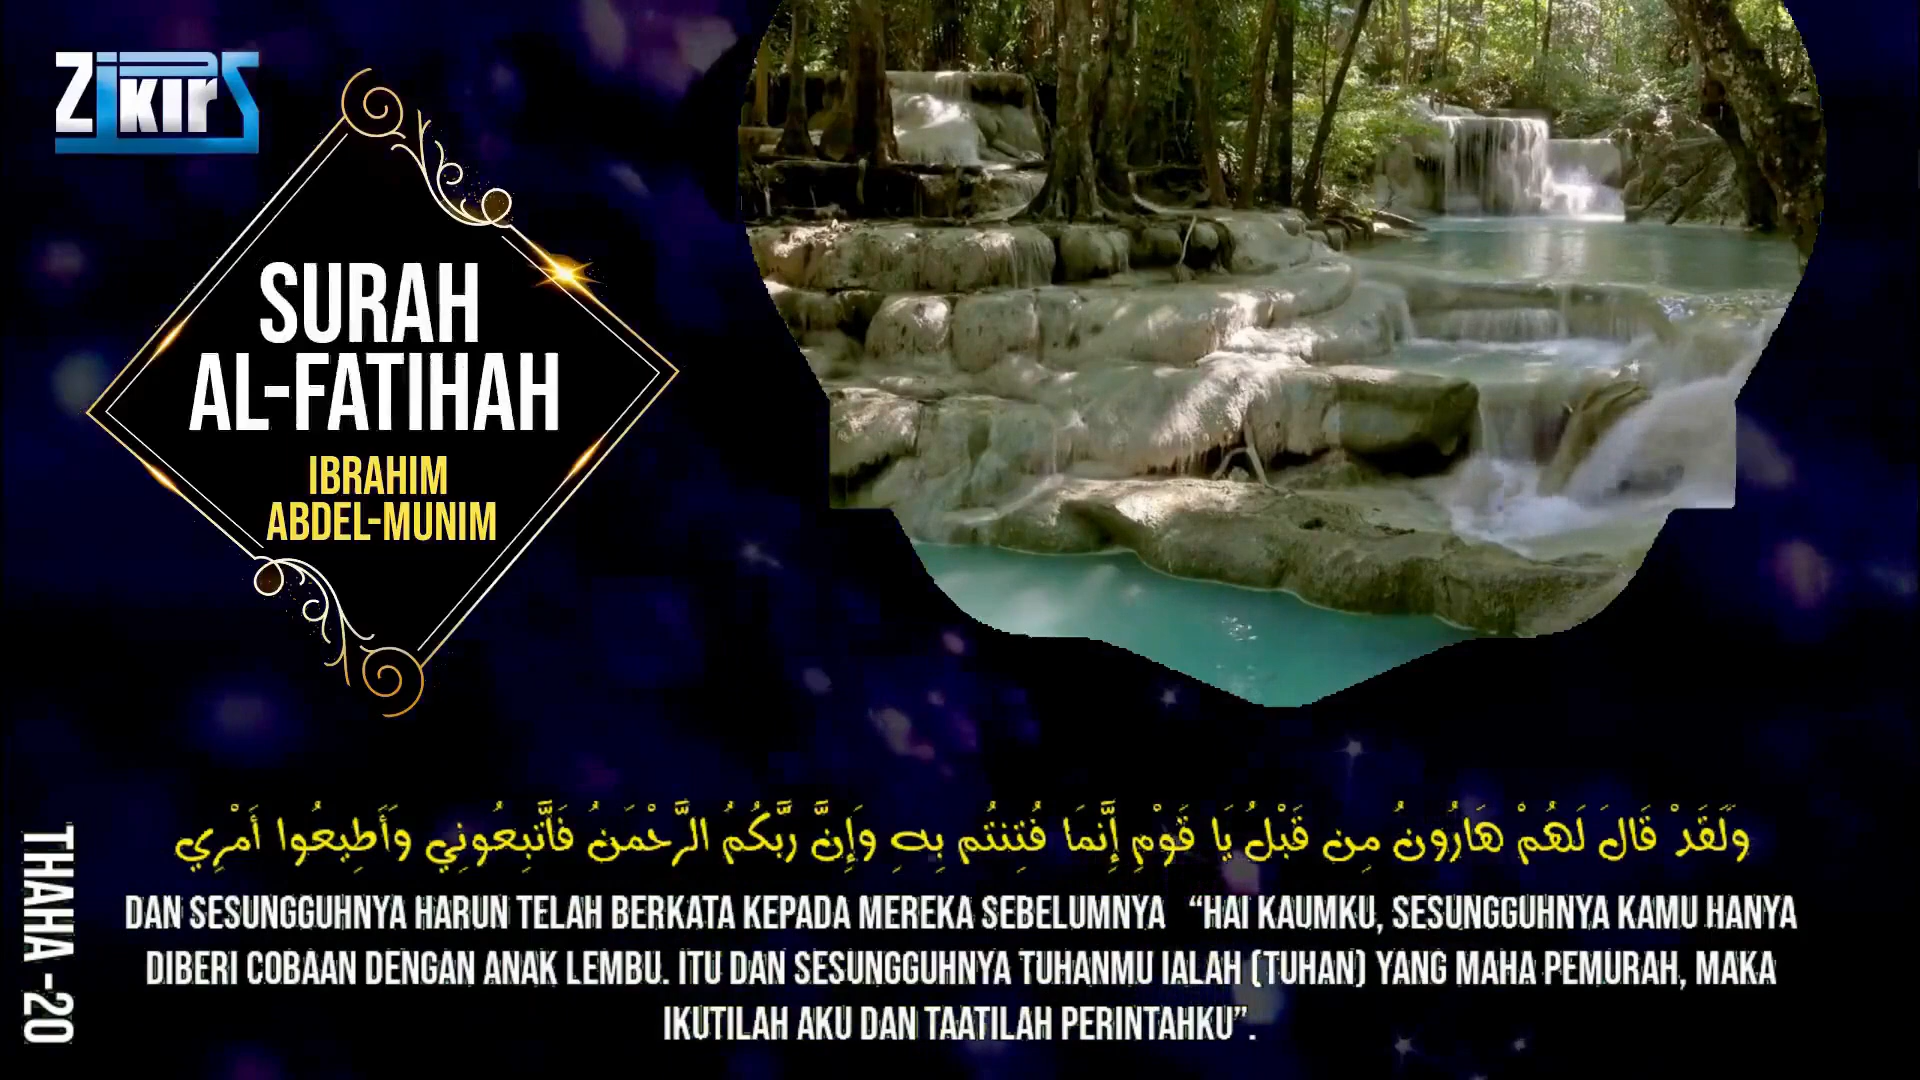 ZikirS
SURAH
AL-FATIHAH
IBRAHIM
ABDEL-MUNIM
وَلَقَدْ قَالَ لَهُمْ هَارُونُ مِن قَبْلُ يَا قَوْمِ إِنَّمَا فُتِنتُم بِهِ وَإِنَّ رَبَّكُمُ الرَّحْمَنُ فَاتَّبِعُونِي وَأَطِيعُوا أَمْرِي
DAN SESUNGGUHNYA HARUN TELAH BERKATA KEPADA MEREKA SEBELUMNYA “HAI KAUMKU, SESUNGGUHNYA KAMU HANYA
DIBERI COBAAN DENGAN ANAK LEMBU. ITU DAN SESUNGGUHNYA TUHANMU IALAH (TUHAN) YANG MAHA PEMURAH, MAKA
IKUTILAH AKU DAN TAATILAH PERINTAHKU”.
THAHA -20